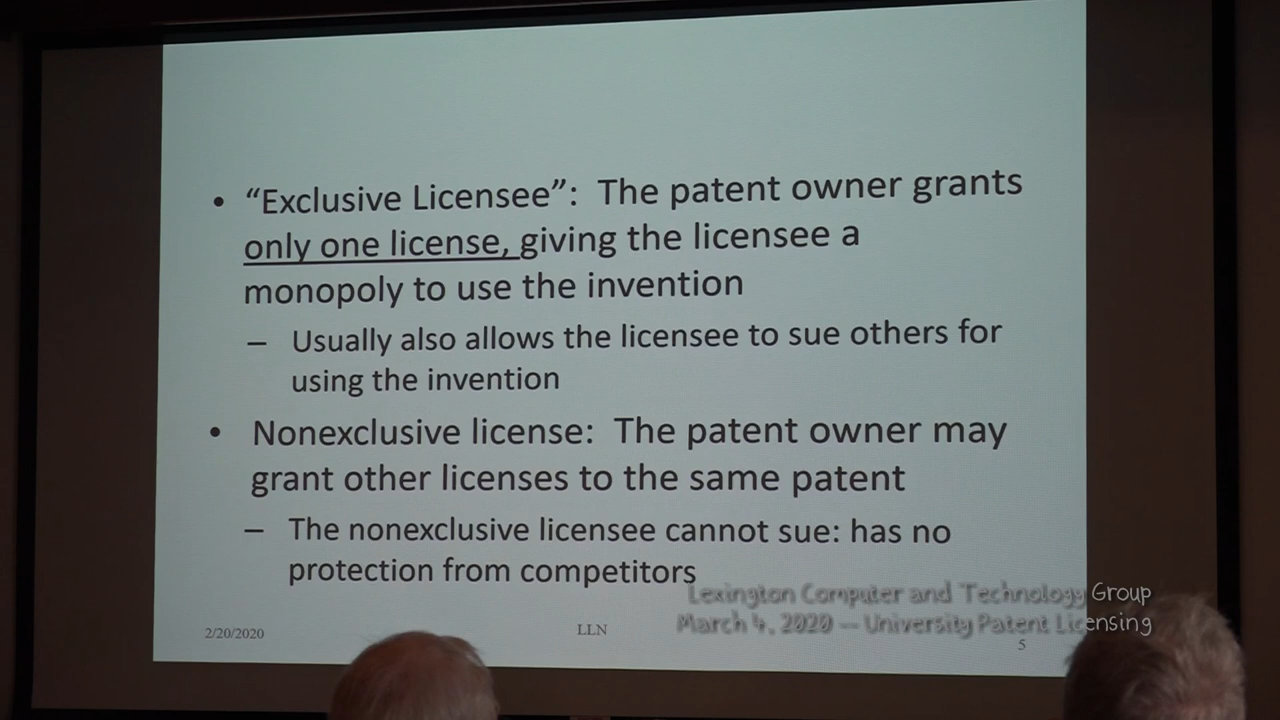 • “Exclusive Licensee”: The patent owner grants
only one license, giving the licensee a
monopoly to use the invention
– Usually also allows the licensee to sue others for
using the invention
• Nonexclusive license: The patent owner may
grant other licenses to the same patent
– The nonexclusive licensee cannot sue: has no
protection from competitors
Lexington Computer and Technology Group
March 4, 2020 — University Patent Licensing
2/20/2020
LLN
5